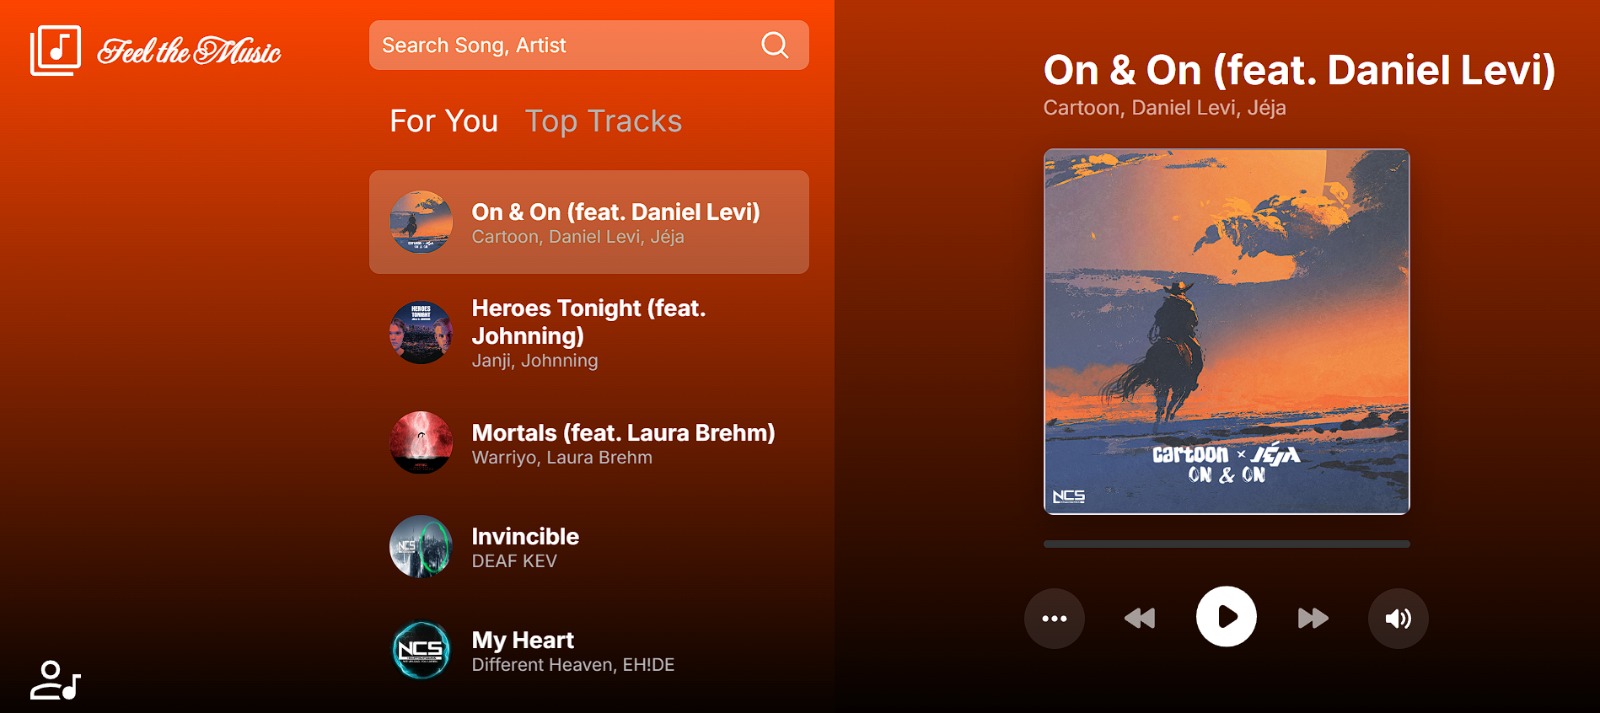 Feel the Music
Search Song, Artist
For You Top Tracks
On & On (feat. Daniel Levi)
Cartoon, Daniel Levi, Jéja
Heroes Tonight (feat.
Johnning)
Janji, Johnning
Mortals (feat. Laura Brehm)
Warriyo, Laura Brehm
NCS
Invincible
DEAF KEV
NCS
My Heart
Different Heaven, EH!DE
On & On (feat. Daniel Levi)
Cartoon, Daniel Levi, Jéja
cartoon × JÉJA
ON & ON
NCS